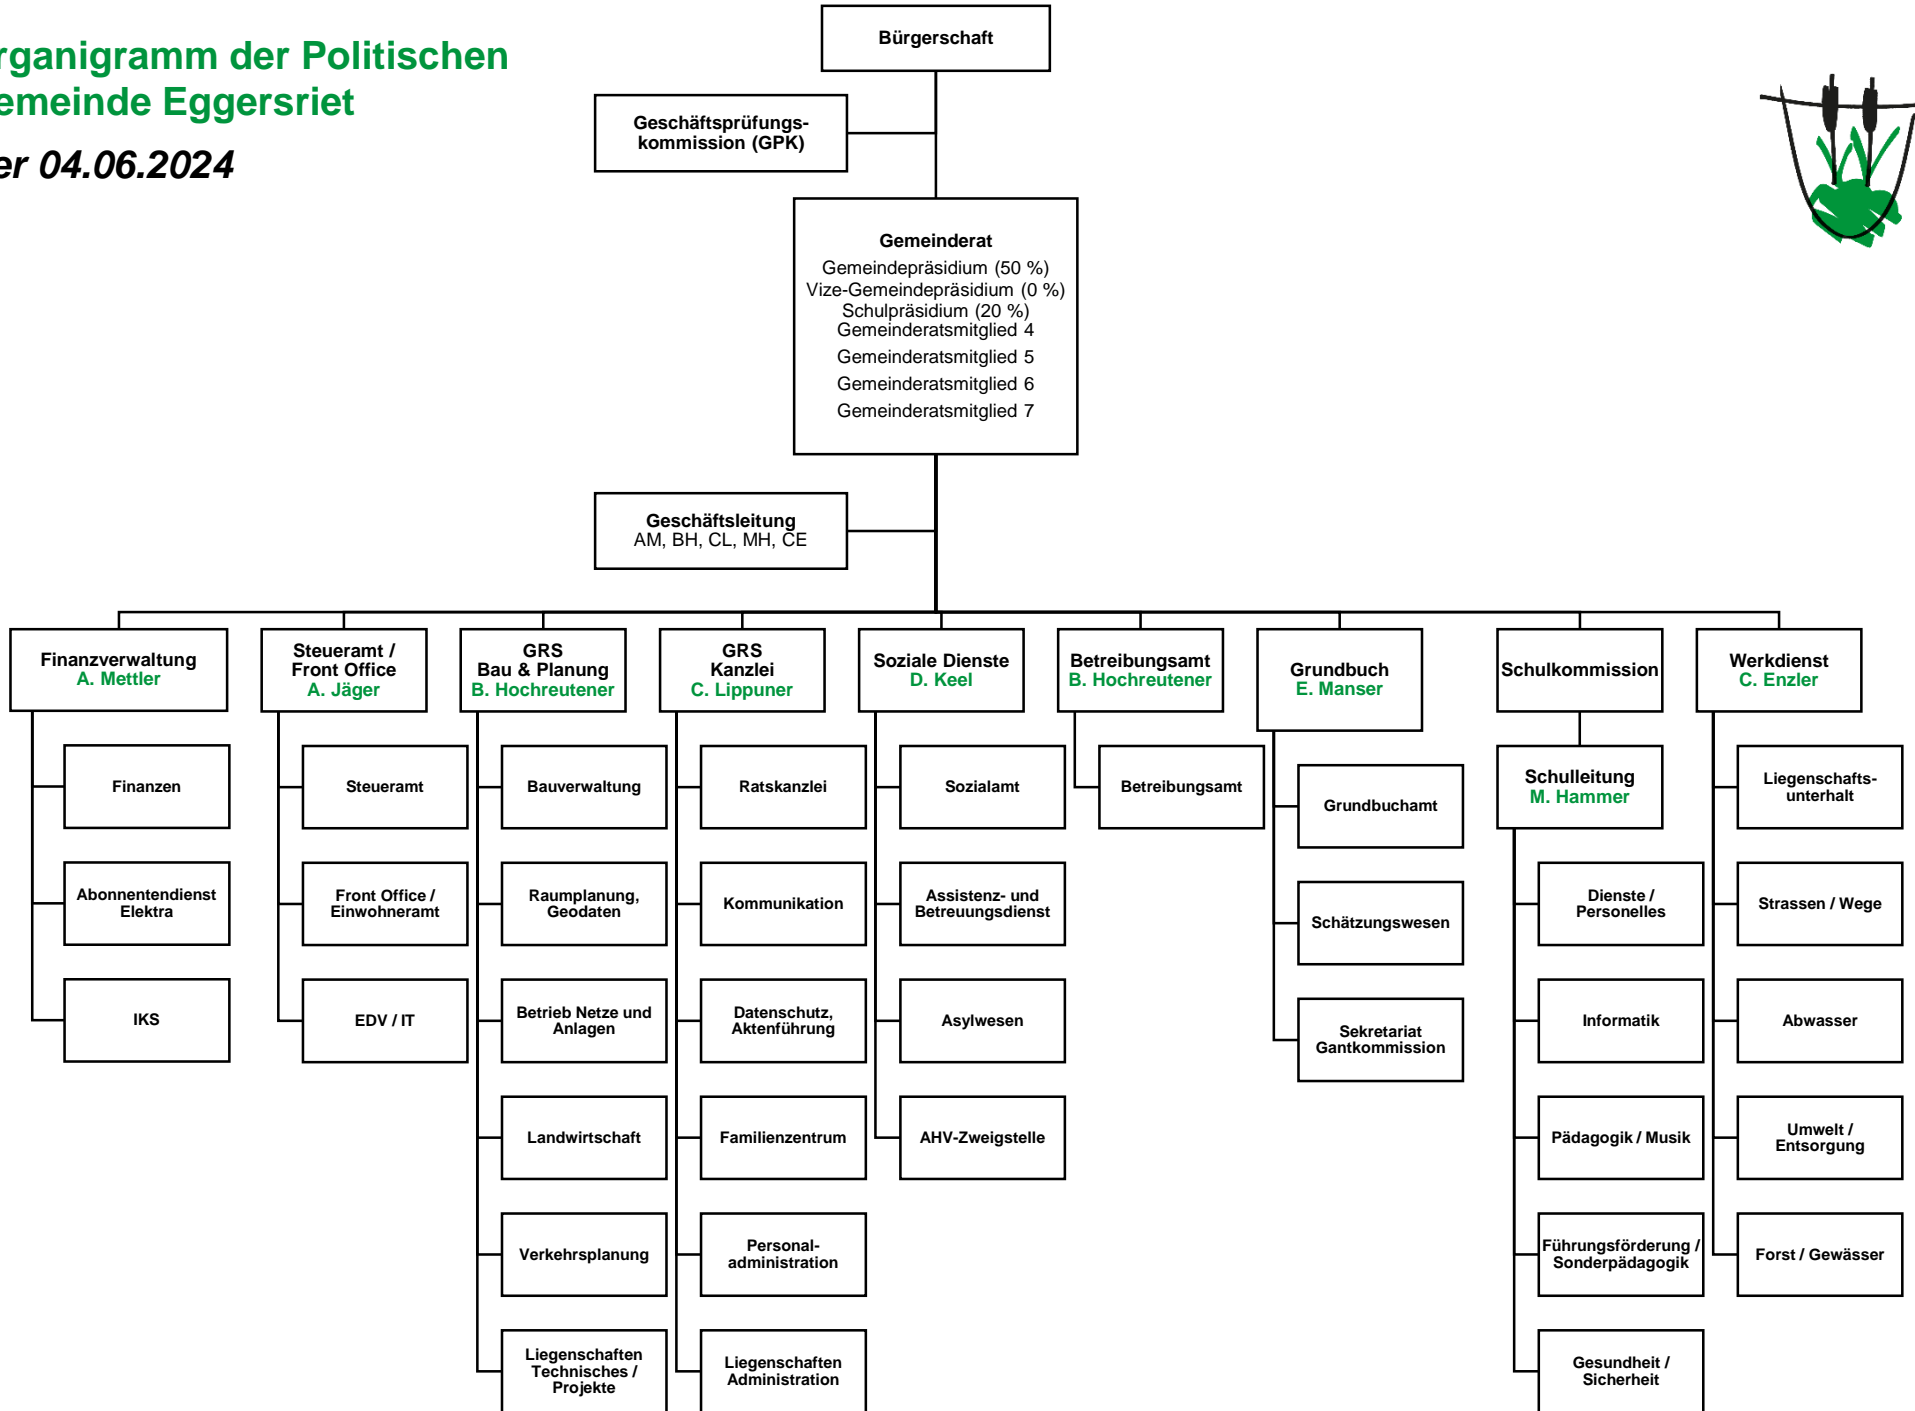 rganigramm der Politischen
emeinde Eggersriet
er 04.06.2024
Bürgerschaft
Geschäftsprüfungs-
kommission (GPK)
Gemeinderat
Gemeindepräsidium (50 %)
Vize-Gemeindepräsidium (0 %)
Schulpräsidium (20 %)
Gemeinderatsmitglied 4
Gemeinderatsmitglied 5
Gemeinderatsmitglied 6
Gemeinderatsmitglied 7
Geschäftsleitung
AM, BH, CL, MH, CE
Finanzverwaltung
A. Mettler
Finanzen
Abonnentendienst
Elektra
IKS
Steueramt /
Front Office
A. Jäger
Steueramt
Front Office /
Einwohneramt
EDV / IT
GRS
Bau & Planung
B. Hochreutener
Bauverwaltung
Raumplanung,
Geodaten
Betrieb Netze und
Anlagen
Landwirtschaft
Verkehrsplanung
Liegenschaften
Technisches /
Projekte
GRS
Kanzlei
C. Lippuner
Ratskanzlei
Kommunikation
Datenschutz,
Aktenführung
Familienzentrum
Personal-
administration
Liegenschaften
Administration
Soziale Dienste
D. Keel
Sozialamt
Assistenz- und
Betreuungsdienst
Asylwesen
AHV-Zweigstelle
Betreibungsamt
B. Hochreutener
Betreibungsamt
Grundbuch
E. Manser
Grundbuchamt
Schätzungswesen
Sekretariat
Gantkommission
Schulkommission
Schulleitung
M. Hammer
Dienste /
Personelles
Informatik
Pädagogik / Musik
Führungsförderung /
Sonderpädagogik
Gesundheit /
Sicherheit
Werkdienst
C. Enzler
Liegenschafts-
unterhalt
Strassen / Wege
Abwasser
Umwelt /
Entsorgung
Forst / Gewässer